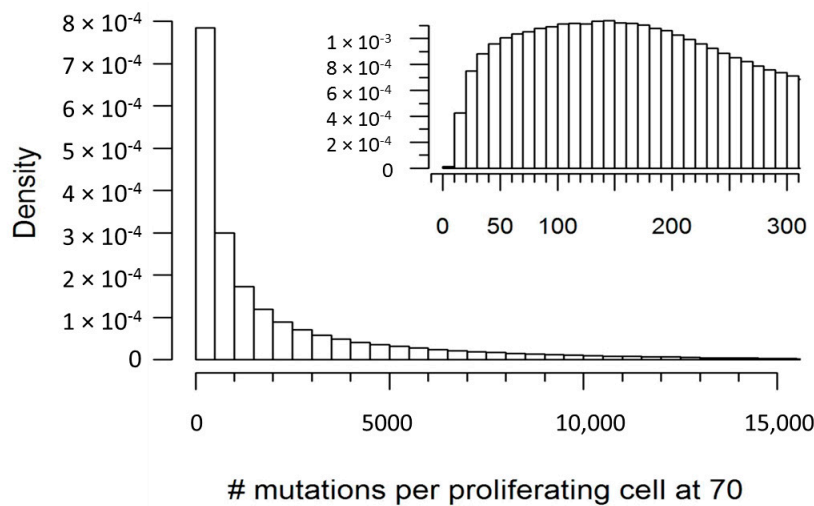 8 × 10⁻⁴
7 × 10⁻⁴
6 × 10⁻⁴
5 × 10⁻⁴
4 × 10⁻⁴
3 × 10⁻⁴
2 × 10⁻⁴
1 × 10⁻⁴
0
Density
1 × 10⁻³
8 × 10⁻⁴
6 × 10⁻⁴
4 × 10⁻⁴
2 × 10⁻⁴
0
0 50 100 200 300
0 5000 10,000 15,000
# mutations per proliferating cell at 70